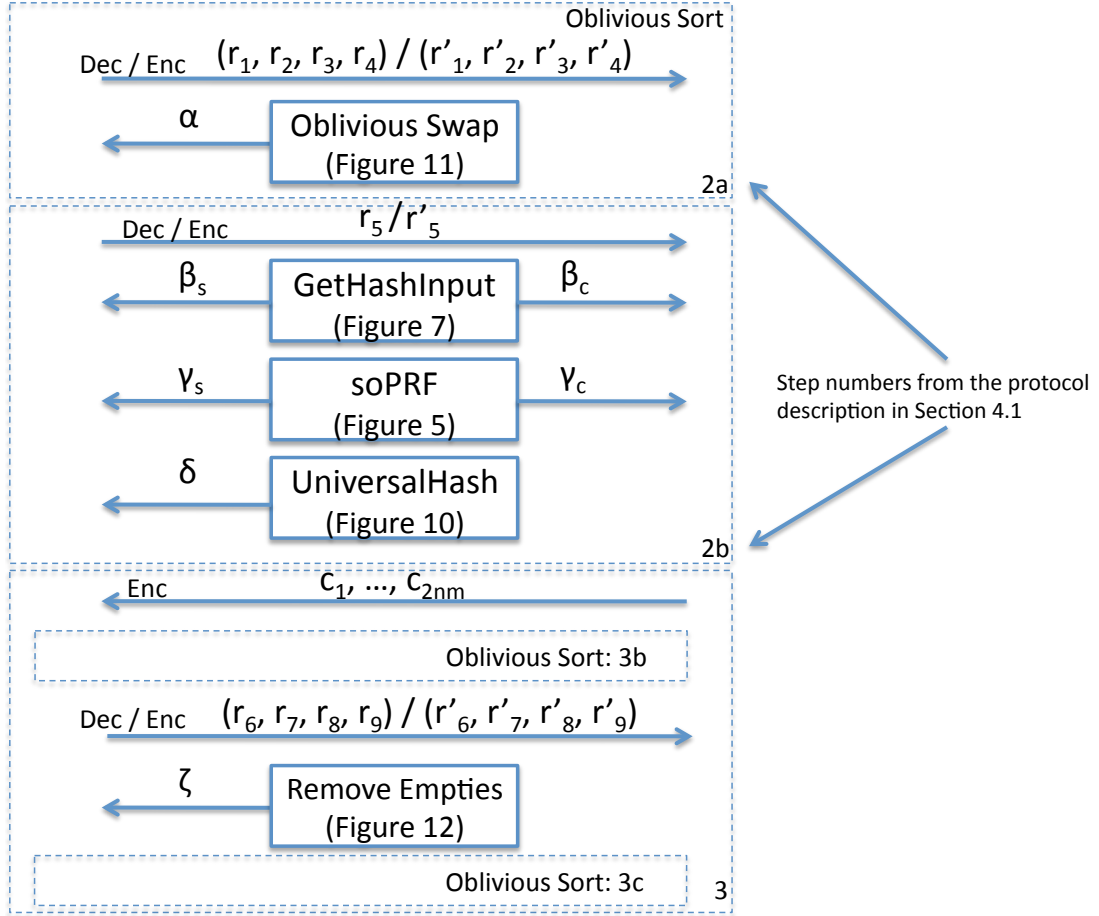 Oblivious Sort
Dec / Enc (r₁, r₂, r₃, r₄) / (r'₁, r'₂, r'₃, r'₄)
α
Oblivious Swap
(Figure 11)
2a
Dec / Enc r₅/r'₅
βₛ
GetHashInput
(Figure 7)
β_c
γₛ
soPRF
(Figure 5)
γ_c
δ
UniversalHash
(Figure 10)
2b
Step numbers from the protocol
description in Section 4.1
Enc c₁, …, c₂ₙₘ
Oblivious Sort: 3b
Dec / Enc (r₆, r₇, r₈, r₉) / (r'₆, r'₇, r'₈, r'₉)
ζ
Remove Empties
(Figure 12)
Oblivious Sort: 3c
3